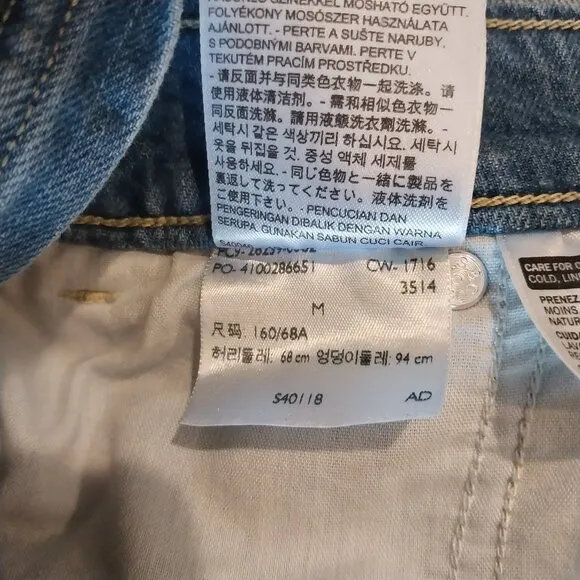 HASONLÓ SZÍNEKKEL MOSHATÓ EGYÜTT.
FOLYÉKONY MOSÓSZER HASZNÁLATA
AJÁNLOTT. - PERTE A SUŠTE NARUBY,
S PODOBNÝMI BARVAMI. PERTE V
TEKUTÉM PRACÍM PROSTŘEDKU.
- 请反面并与同类色衣物一起洗涤。请
使用液体清洁剂。- 需和相似色衣物一
同反面洗滌。請用液態洗衣劑洗滌。-
세탁시 같은 색상끼리 하십시요. 세탁시
옷을 뒤집을 것. 중성 액체 세제를
사용하세요. - 同じ色物と一緒に製品を
裏返して洗ってください。液体洗剤を
ご使用下さい。- PENCUCIAN DAN
PENGERINGAN DIBALIK DENGAN WARNA
SERUPA. GUNAKAN SABUN CUCI CAIR.
PO- 4100286651 CW- 1716
3514
M
尺码: 160/68A
허리둘레: 68 cm 엉덩이둘레: 94 cm
S40118 AD
CARE FOR
COLD, LIN
PRENEZ
MOINS
NATUR
CUID
LAV